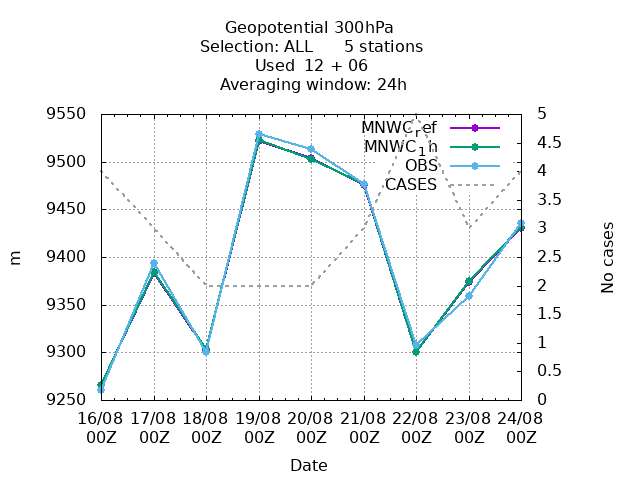 Geopotential 300hPa
Selection: ALL      5 stations
Used  12 + 06
Averaging window: 24h
MNWC_ref
MNWC_1h
OBS
CASES
9550
9500
9450
9400
9350
9300
9250
m
5
4.5
4
3.5
3
2.5
2
1.5
1
0.5
0
No cases
16/08 17/08 18/08 19/08 20/08 21/08 22/08 23/08 24/08
00Z 00Z 00Z 00Z 00Z 00Z 00Z 00Z 00Z
Date